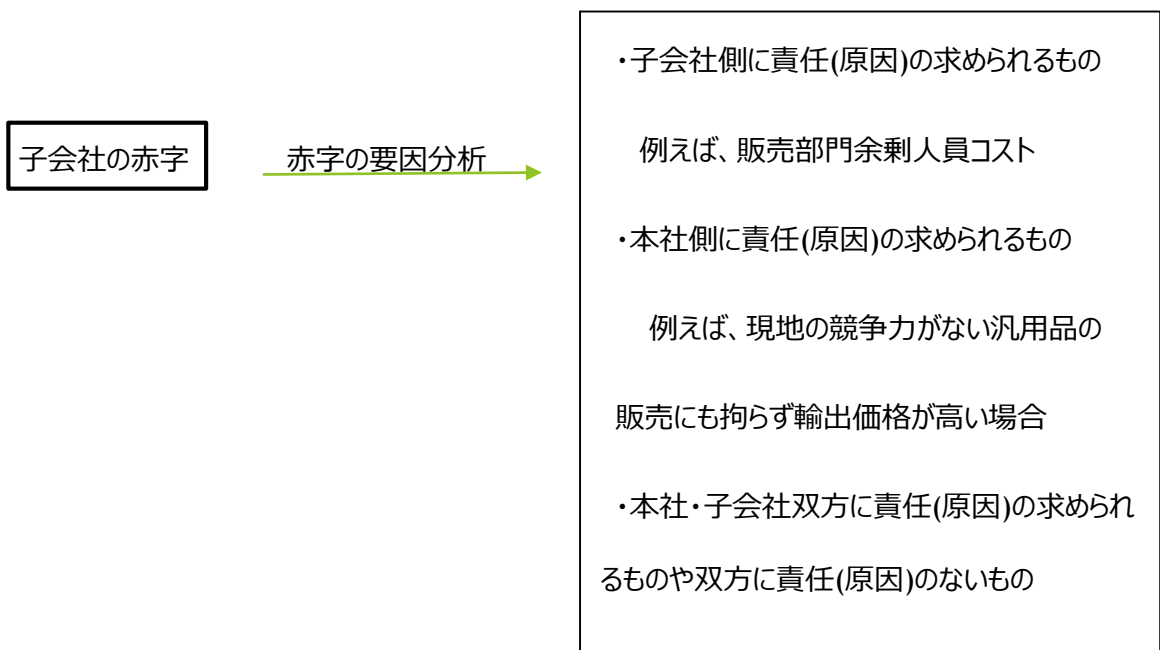 子会社の赤字
赤字の要因分析
・子会社側に責任(原因)の求められるもの
例えば、販売部門余剰人員コスト
・本社側に責任(原因)の求められるもの
例えば、現地の競争力がない汎用品の
販売にも拘らず輸出価格が高い場合
・本社・子会社双方に責任(原因)の求められ
るものや双方に責任(原因)のないもの